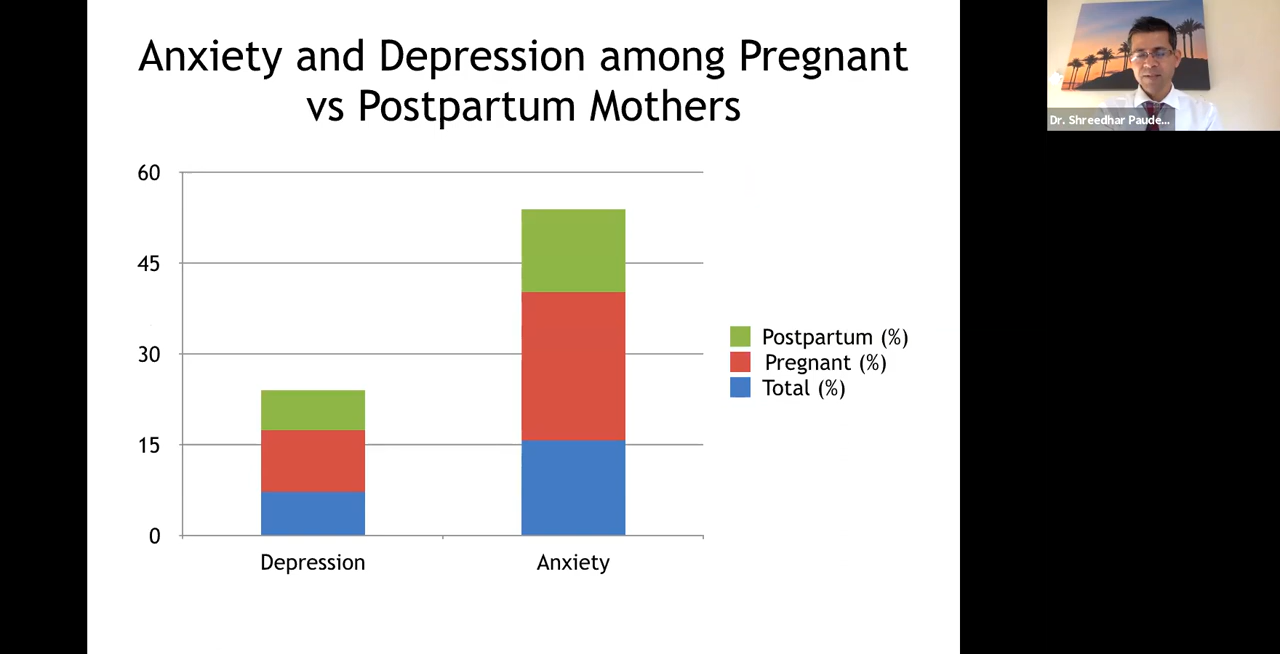 Anxiety and Depression among Pregnant
vs Postpartum Mothers
Dr. Shreedhar Paude...
60
45
30
15
0
Depression
Anxiety
Postpartum (%)
Pregnant (%)
Total (%)